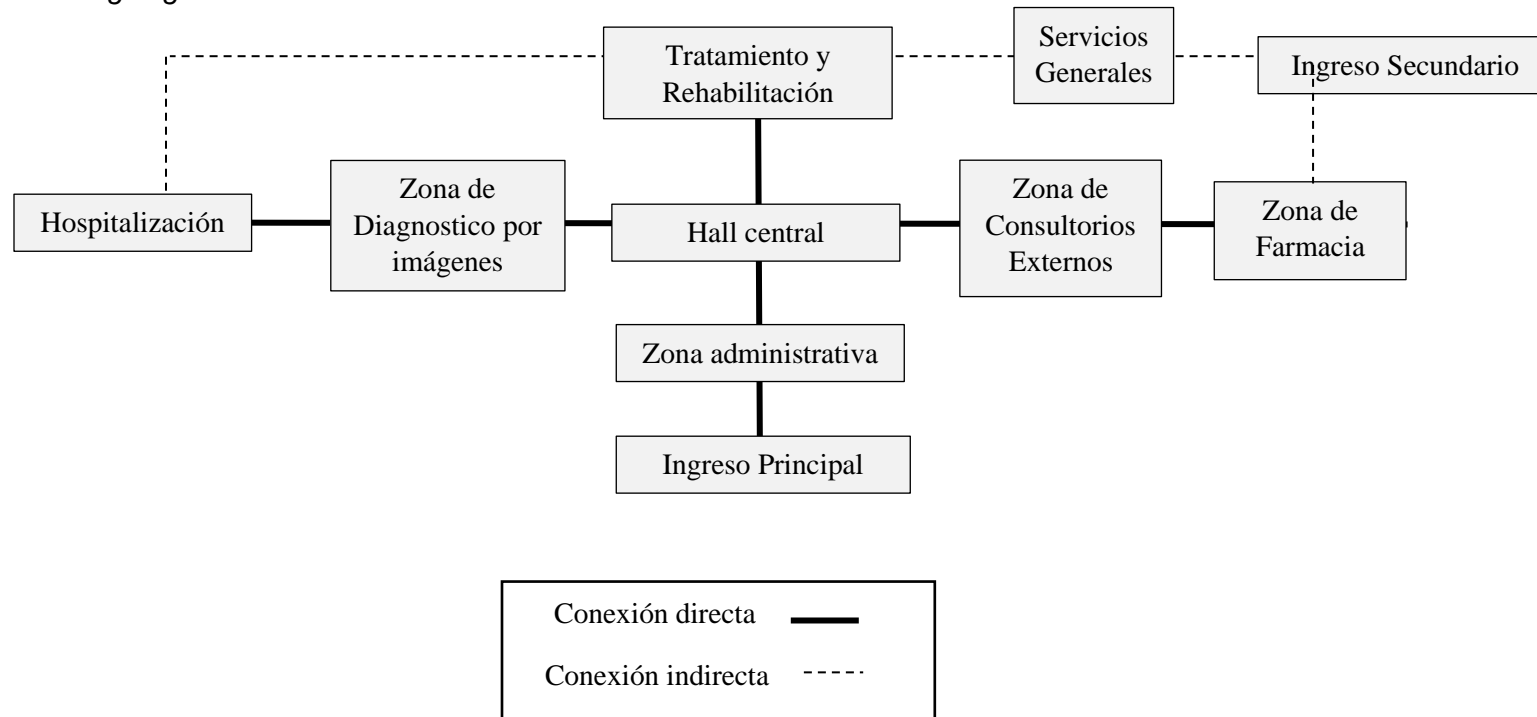 Servicios
Generales
Tratamiento y
Rehabilitación
Ingreso Secundario
Hospitalización
Zona de
Diagnostico por
imágenes
Hall central
Zona de
Consultorios
Externos
Zona de
Farmacia
Zona administrativa
Ingreso Principal
Conexión directa
Conexión indirecta